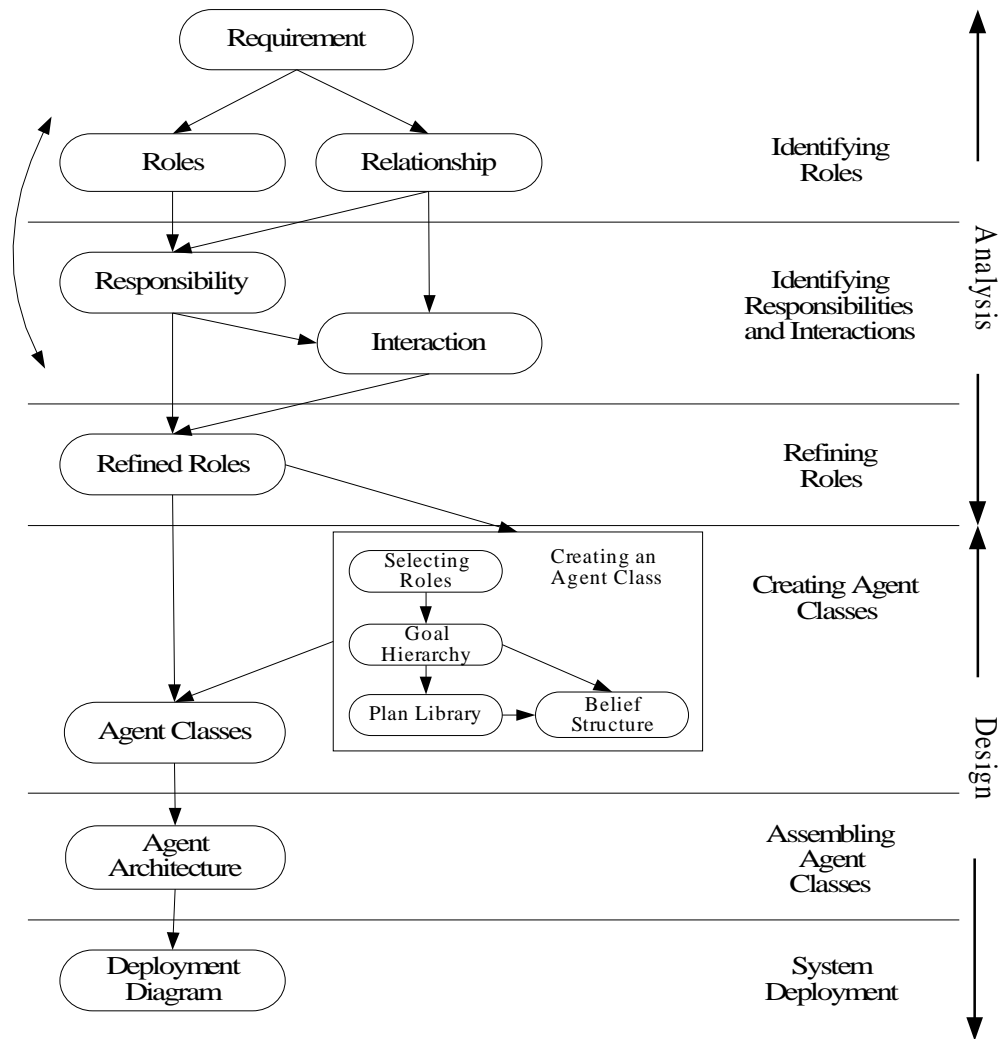 Requirement
Roles
Relationship
Identifying
Roles
Responsibility
Interaction
Identifying
Responsibilities
and Interactions
Analysis
Refined Roles
Refining
Roles
Selecting
Roles
Creating an
Agent Class
Goal
Hierarchy
Plan Library
Belief
Structure
Creating Agent
Classes
Agent Classes
Design
Agent
Architecture
Assembling
Agent
Classes
Deployment
Diagram
System
Deployment